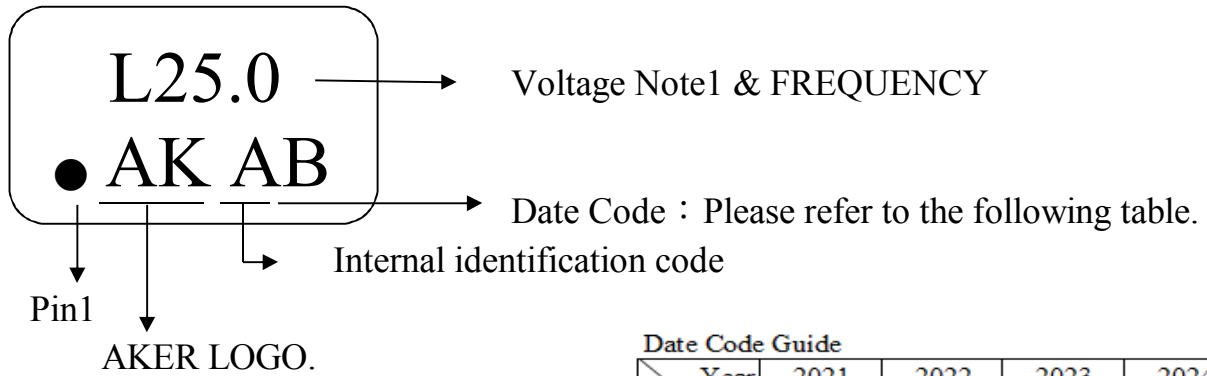 L25.0
Voltage Note1 & FREQUENCY
● AK AB
Date Code：Please refer to the following table.
Internal identification code
Pin1
AKER LOGO.
Date Code Guide
Year 2021 2022 2023